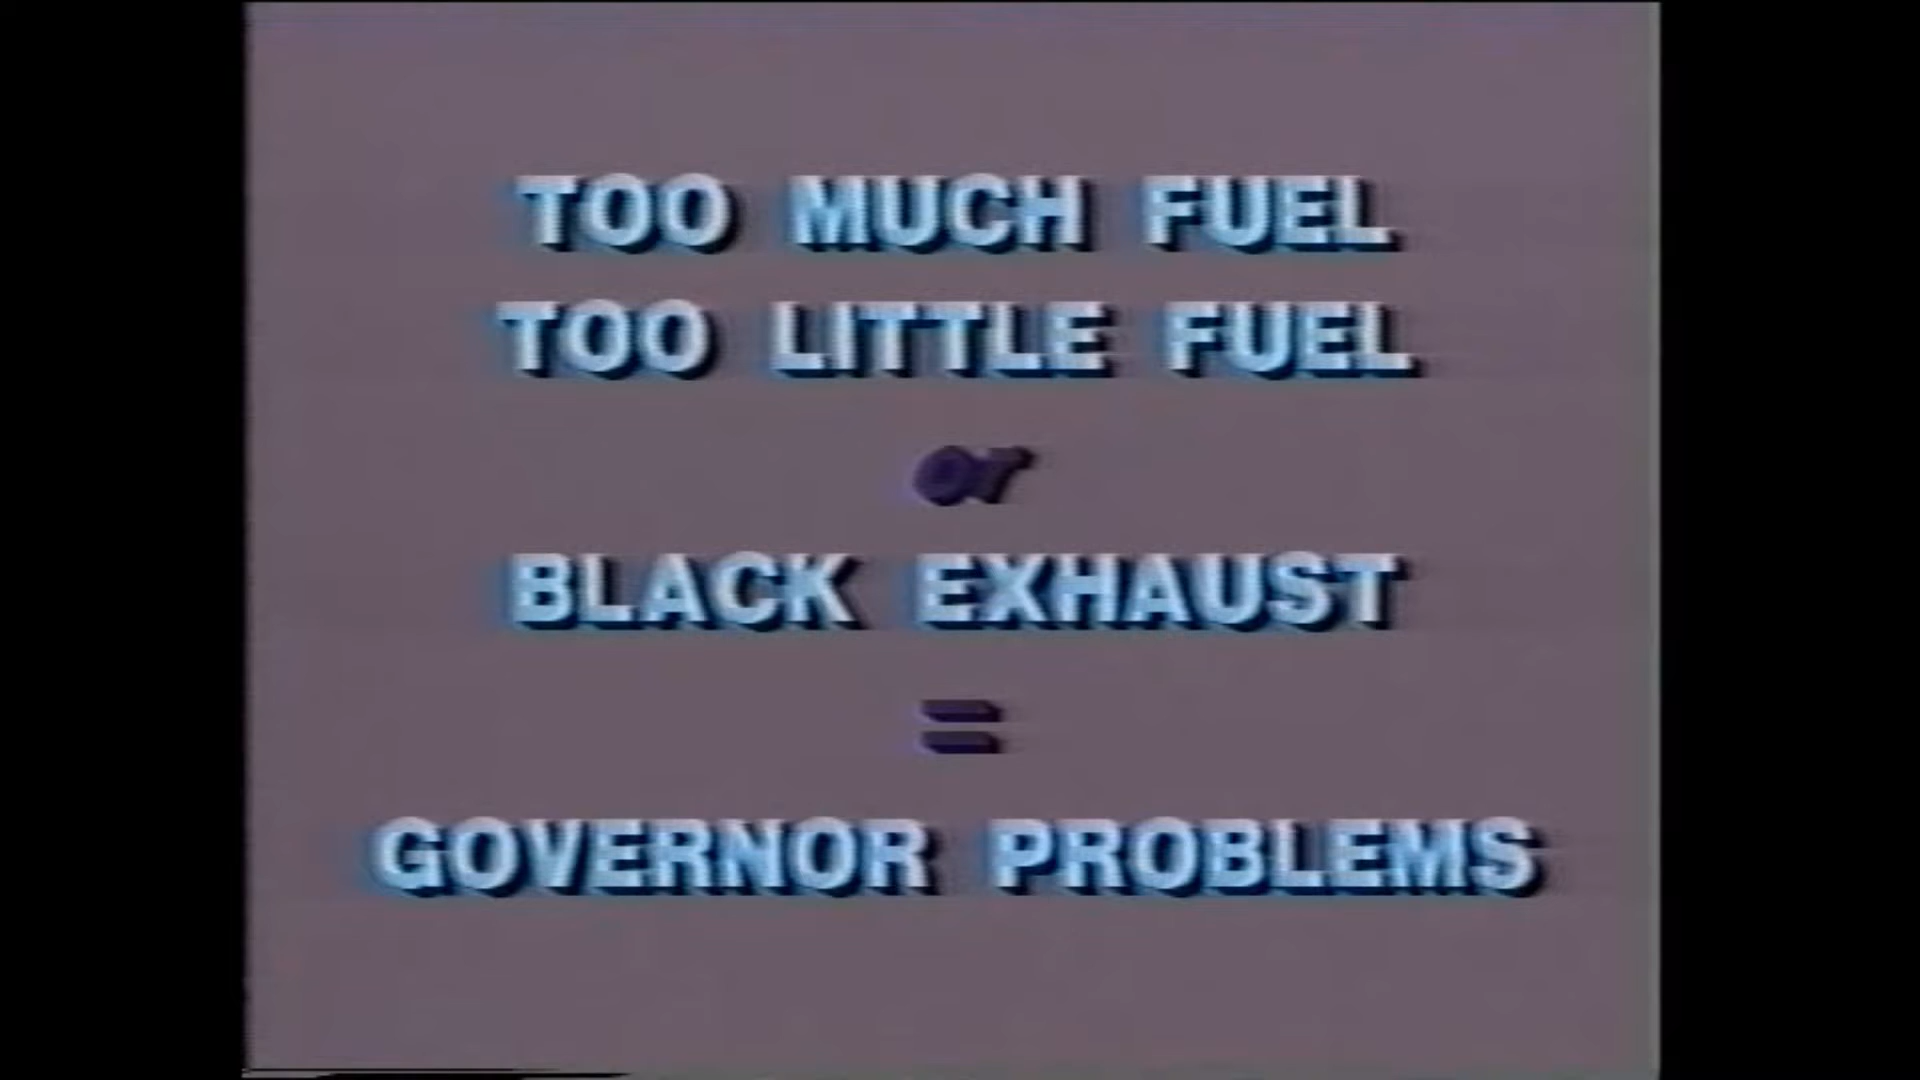 TOO MUCH FUEL
TOO LITTLE FUEL
or
BLACK EXHAUST
=
GOVERNOR PROBLEMS